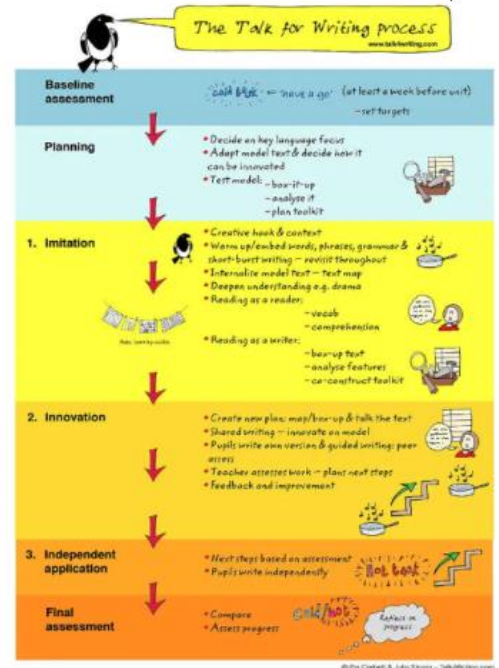 The Talk for Writing process
www.talk4writing.com
Baseline
assessment
cold task - 'have a go' (at least a week before unit)
– set targets
Planning
• Decide on key language focus
• Adapt model text & decide how it
can be innovated
• Test model: – box-it-up
– analyse it
– plan toolkit
1. Imitation
• Creative hook & context
• Warm up/embed words, phrases, grammar &
short-burst writing – revisit throughout
• Internalise model text – text map
• Deepen understanding e.g. drama
• Reading as a reader:
– vocab
– comprehension
• Reading as a writer:
– box-up text
– analyse features
– co-construct toolkit
2. Innovation
• Create new plan: map/box-up & talk the text
• Shared writing – innovate on model
• Pupils write own version & guided writing: peer
assess
• Teacher assesses work – plans next steps
• Feedback and improvement
3. Independent
application
• Next steps based on assessment
• Pupils write independently
Hot task
Final
assessment
• Compare
• Assess progress
Cold/hot
Reflect on
progress
© Pie Corbett & Julia Strong – Talk4Writing.com